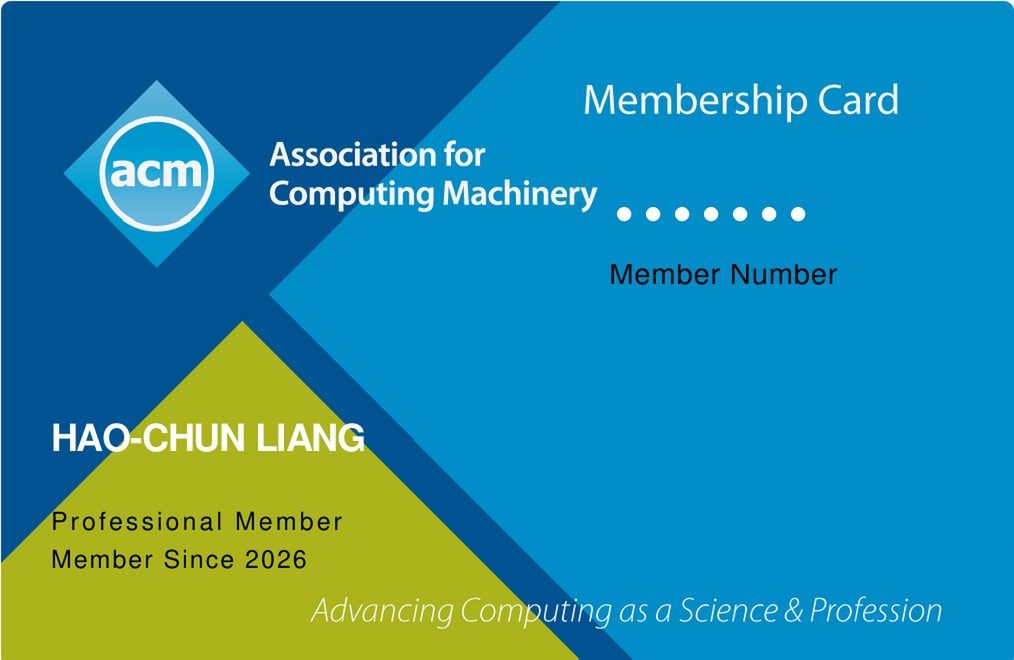 Membership Card
acm
Association for
Computing Machinery
•••••••
Member Number
HAO-CHUN LIANG
Professional Member
Member Since 2026
Advancing Computing as a Science & Profession